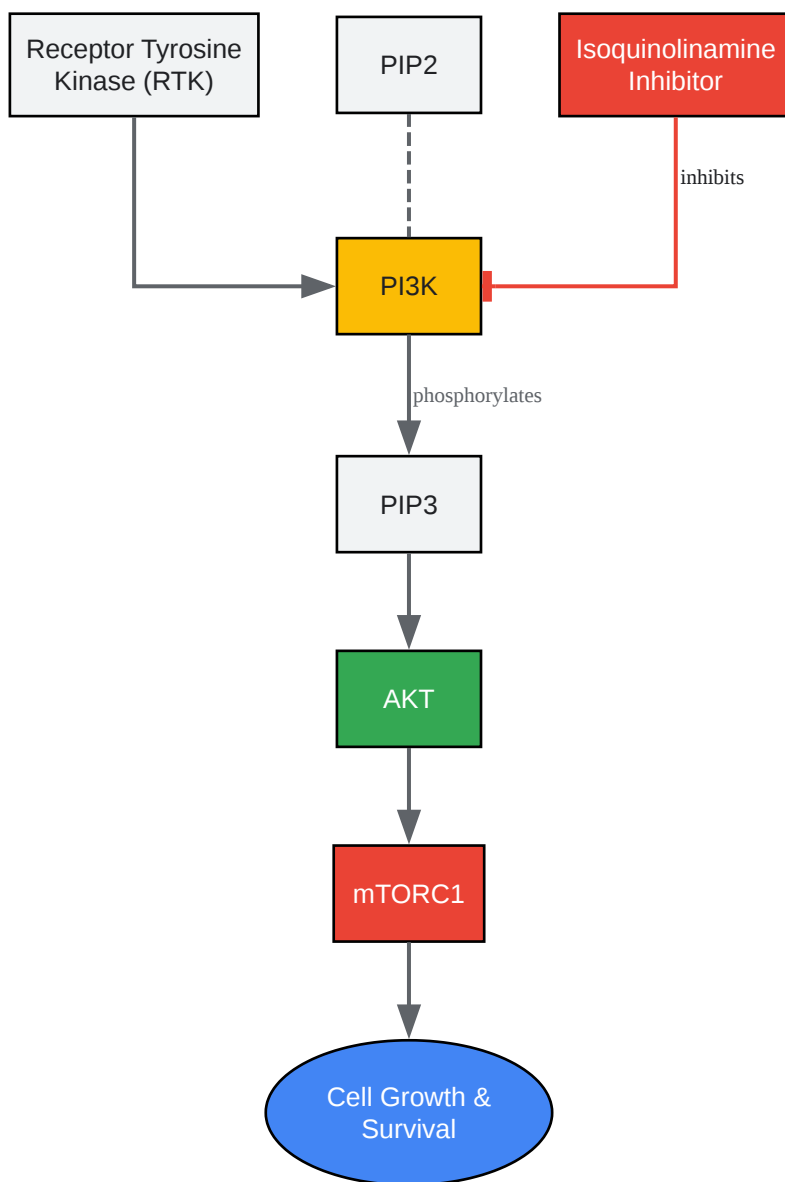 Receptor Tyrosine
Kinase (RTK)
PIP2
Isoquinolinamine
Inhibitor
inhibits
PI3K
phosphorylates
PIP3
AKT
mTORC1
Cell Growth &
Survival